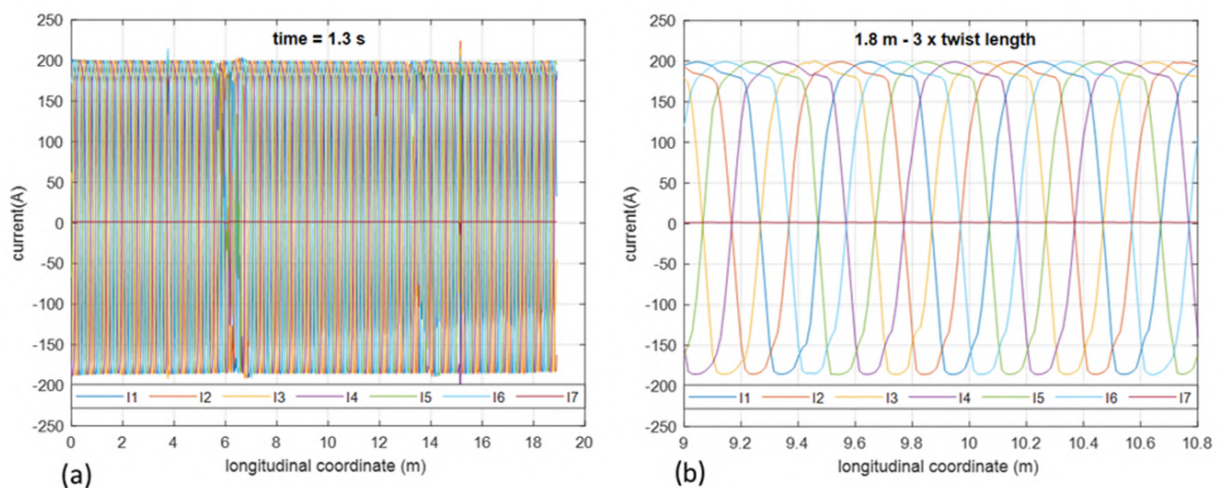 time = 1.3 s
250
200
150
100
50
0
-50
-100
-150
-200
-250
current(A)
I1 I2 I3 I4 I5 I6 I7
0 2 4 6 8 10 12 14 16 18 20
longitudinal coordinate (m)
(a)
1.8 m - 3 x twist length
250
200
150
100
50
0
-50
-100
-150
-200
-250
current(A)
I1 I2 I3 I4 I5 I6 I7
9 9.2 9.4 9.6 9.8 10 10.2 10.4 10.6 10.8
longitudinal coordinate (m)
(b)